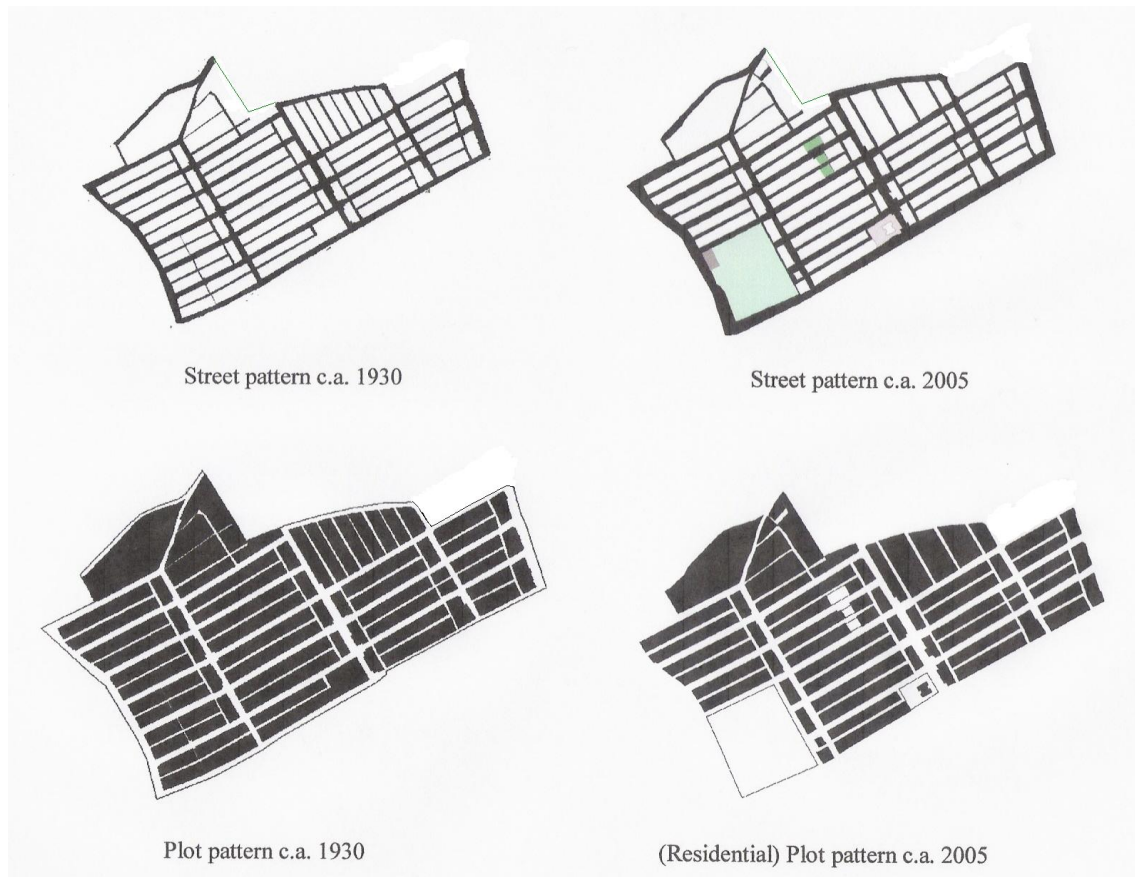 Street pattern c.a. 1930
Street pattern c.a. 2005
Plot pattern c.a. 1930
(Residential) Plot pattern c.a. 2005